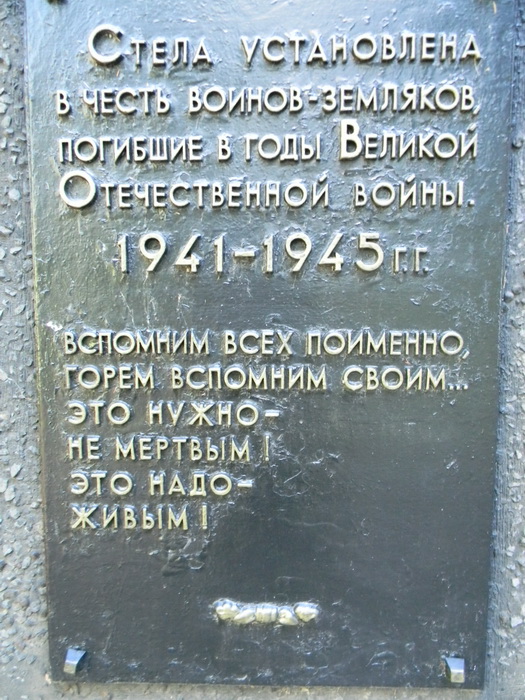 Стела установлена
в честь воинов-земляков,
погибшие в годы Великой
Отечественной войны.
1941-1945 г.г.
Вспомним всех поименно,
горем вспомним своим...
Это нужно-
не мертвым!
Это надо-
живым!